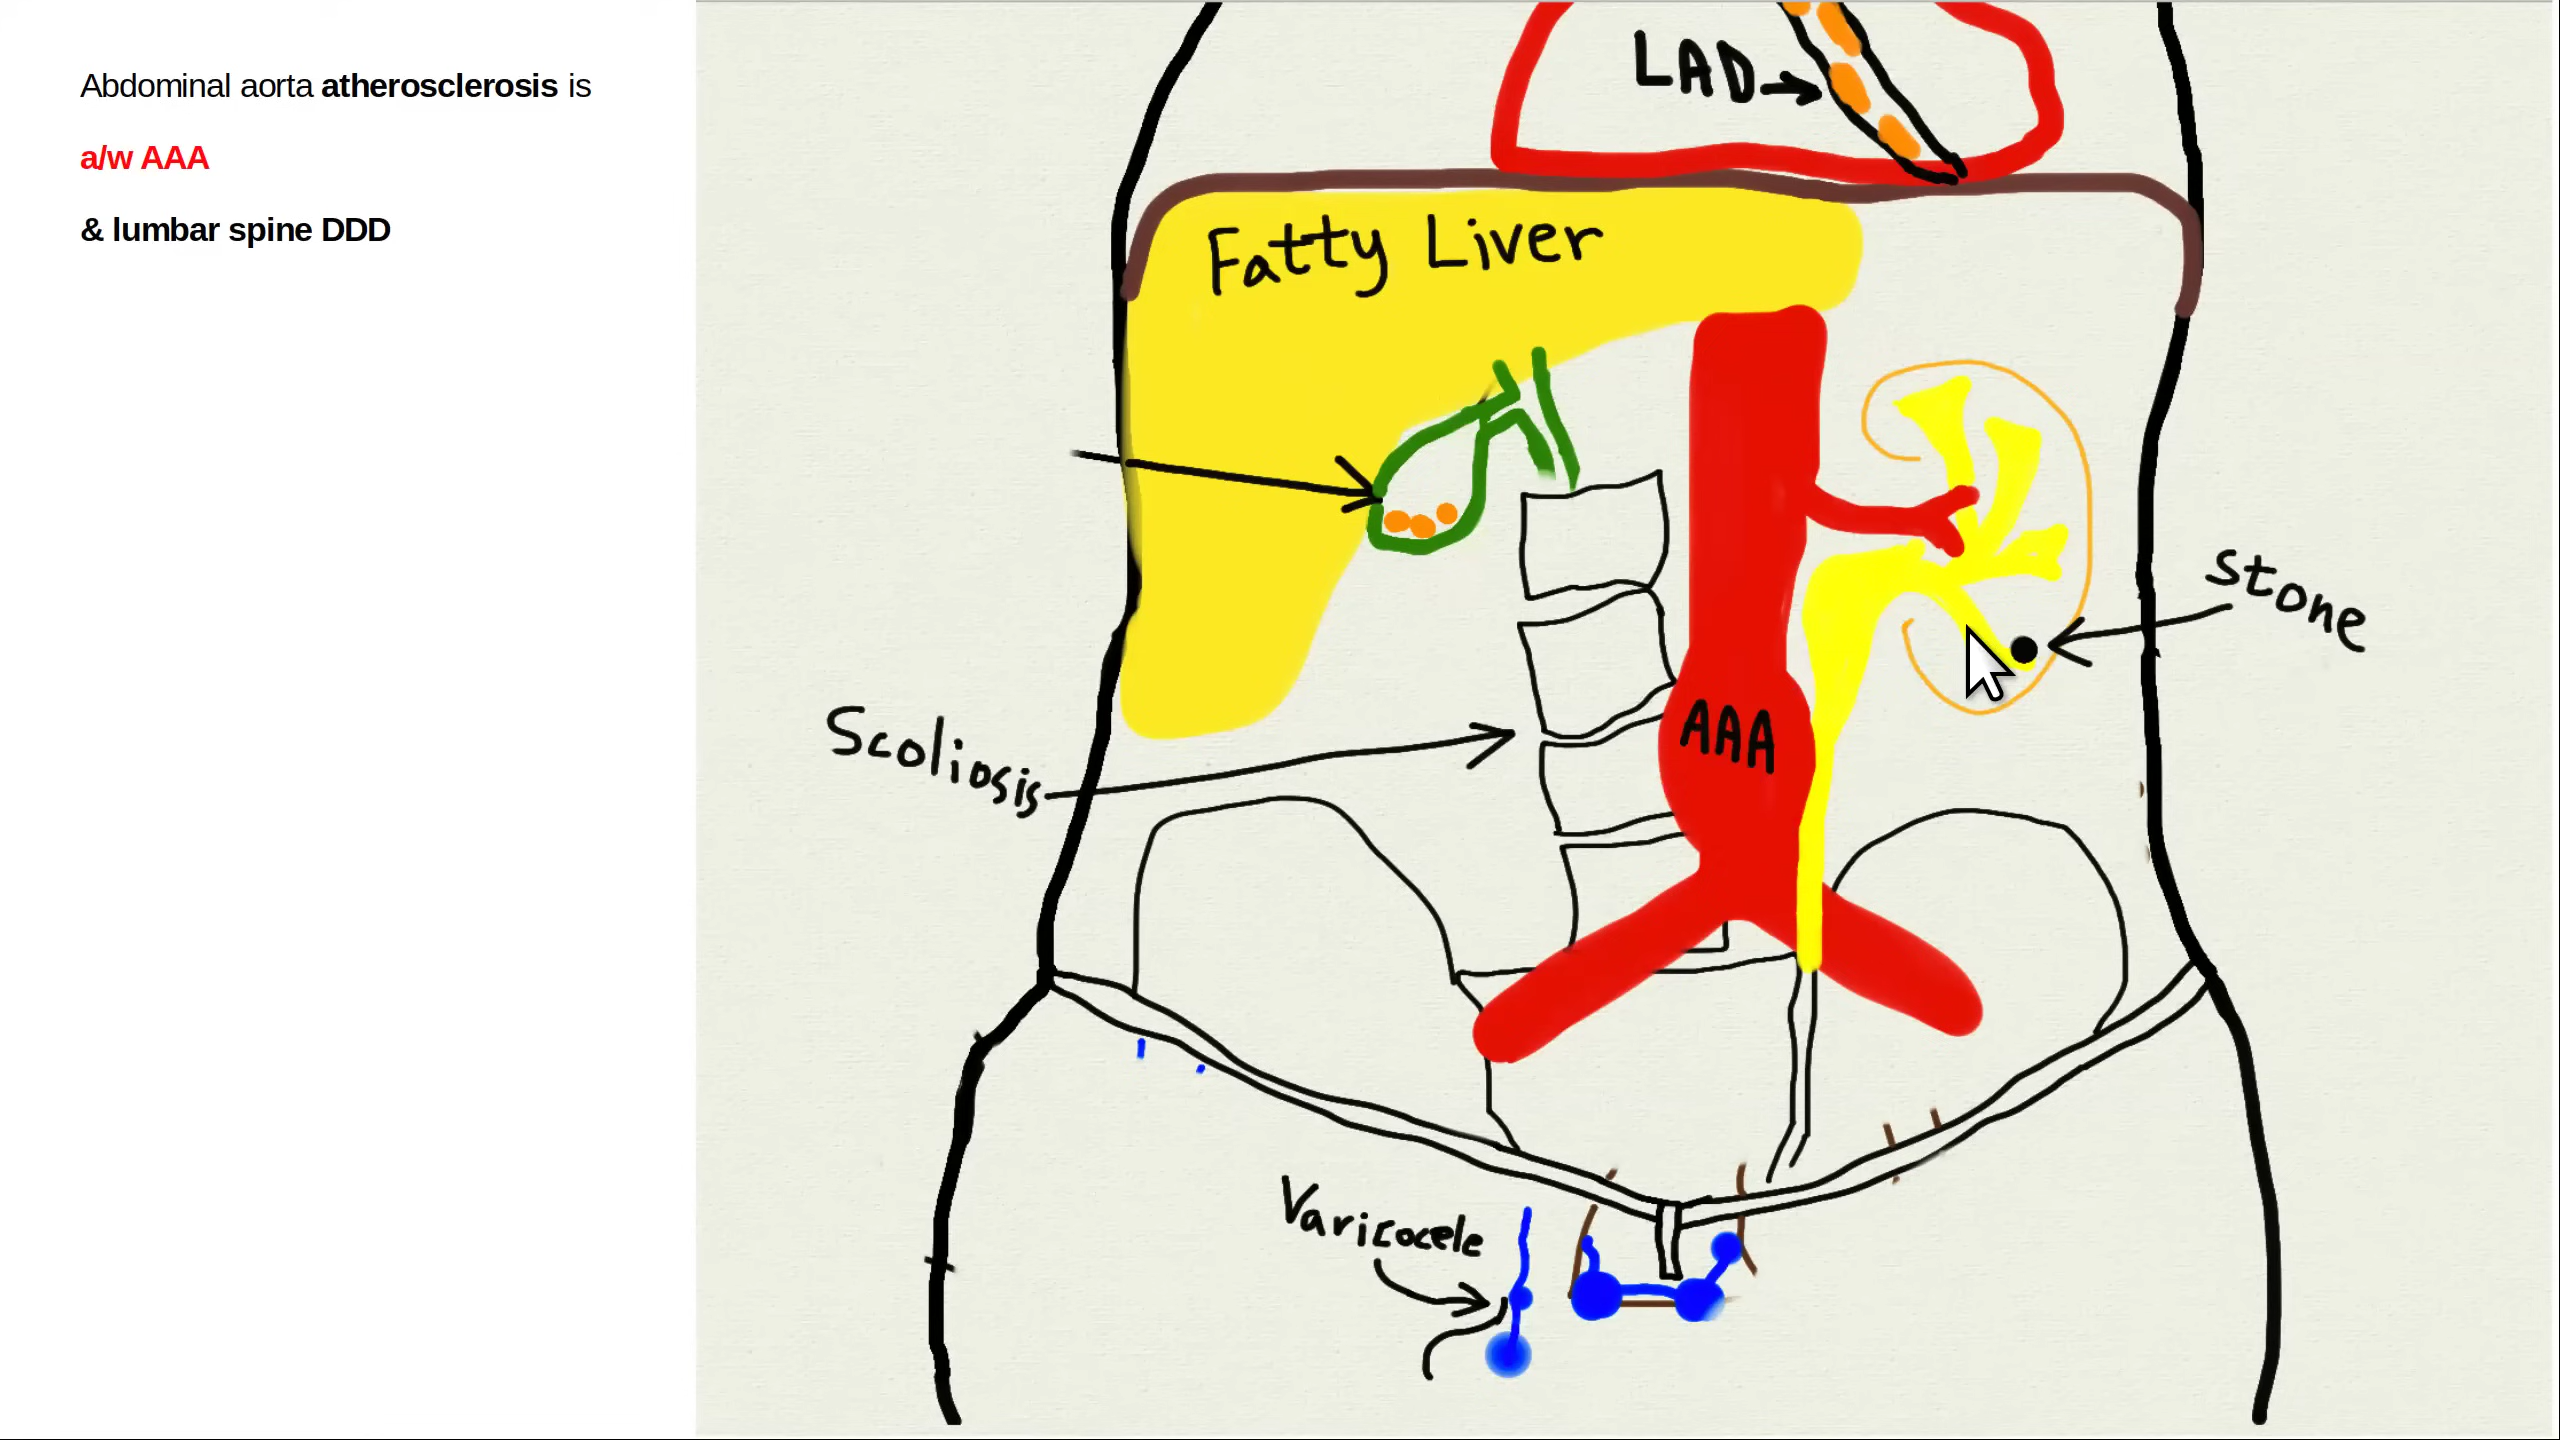 Abdominal aorta atherosclerosis is
a/w AAA
& lumbar spine DDD
LAD
Fatty Liver
stone
Scoliosis
AAA
Varicocele